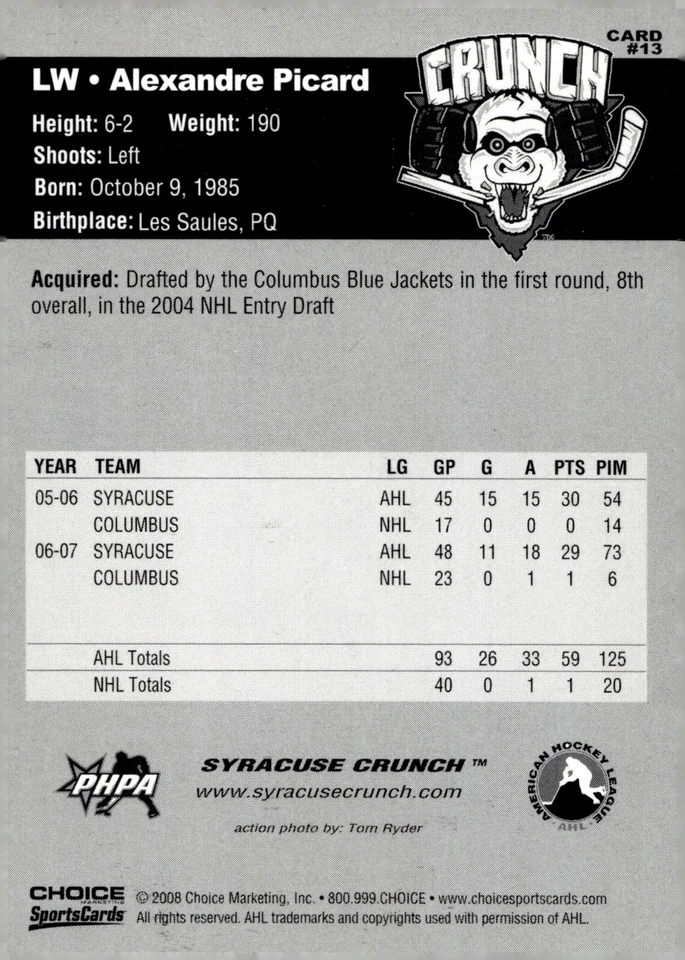 CARD
#13
CRUNCH
TM
LW • Alexandre Picard
Height: 6-2 Weight: 190
Shoots: Left
Born: October 9, 1985
Birthplace: Les Saules, PQ
Acquired: Drafted by the Columbus Blue Jackets in the first round, 8th
overall, in the 2004 NHL Entry Draft
YEAR TEAM LG GP G A PTS PIM
05-06 SYRACUSE AHL 45 15 15 30 54
COLUMBUS NHL 17 0 0 0 14
06-07 SYRACUSE AHL 48 11 18 29 73
COLUMBUS NHL 23 0 1 1 6
AHL Totals 93 26 33 59 125
NHL Totals 40 0 1 1 20
PHPA
SYRACUSE CRUNCH ™
www.syracusecrunch.com
action photo by: Tom Ryder
AMERICAN HOCKEY LEAGUE
· AHL ·
CHOICE
MARKETING
SportsCards
© 2008 Choice Marketing, Inc. • 800.999.CHOICE • www.choicesportscards.com
All rights reserved. AHL trademarks and copyrights used with permission of AHL.